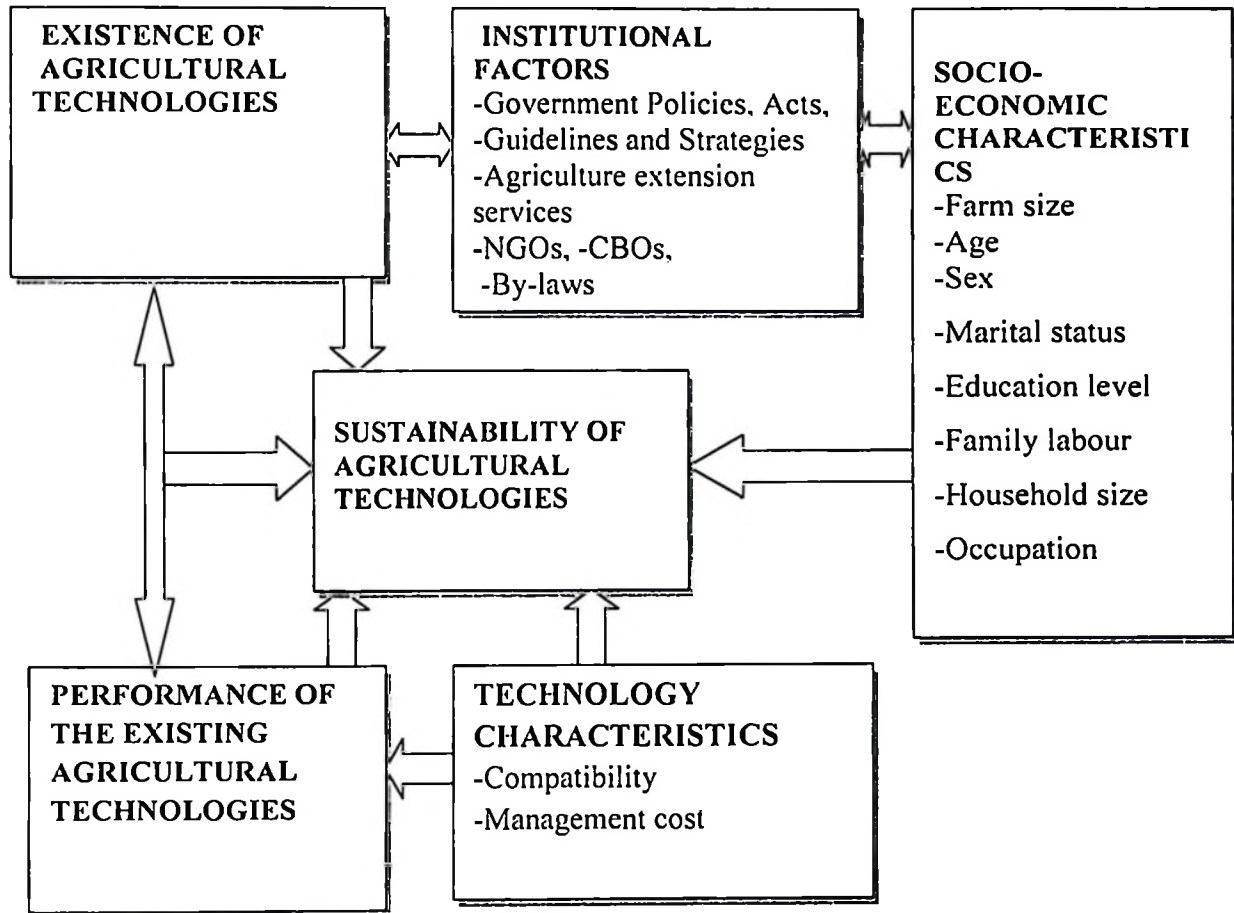 EXISTENCE OF
AGRICULTURAL
TECHNOLOGIES
INSTITUTIONAL
FACTORS
-Government Policies, Acts,
-Guidelines and Strategies
-Agriculture extension
services
-NGOs, -CBOs,
-By-laws
SOCIO-
ECONOMIC
CHARACTERISTI
CS
-Farm size
-Age
-Sex
-Marital status
-Education level
-Family labour
-Household size
-Occupation
SUSTAINABILITY OF
AGRICULTURAL
TECHNOLOGIES
PERFORMANCE OF
THE EXISTING
AGRICULTURAL
TECHNOLOGIES
TECHNOLOGY
CHARACTERISTICS
-Compatibility
-Management cost